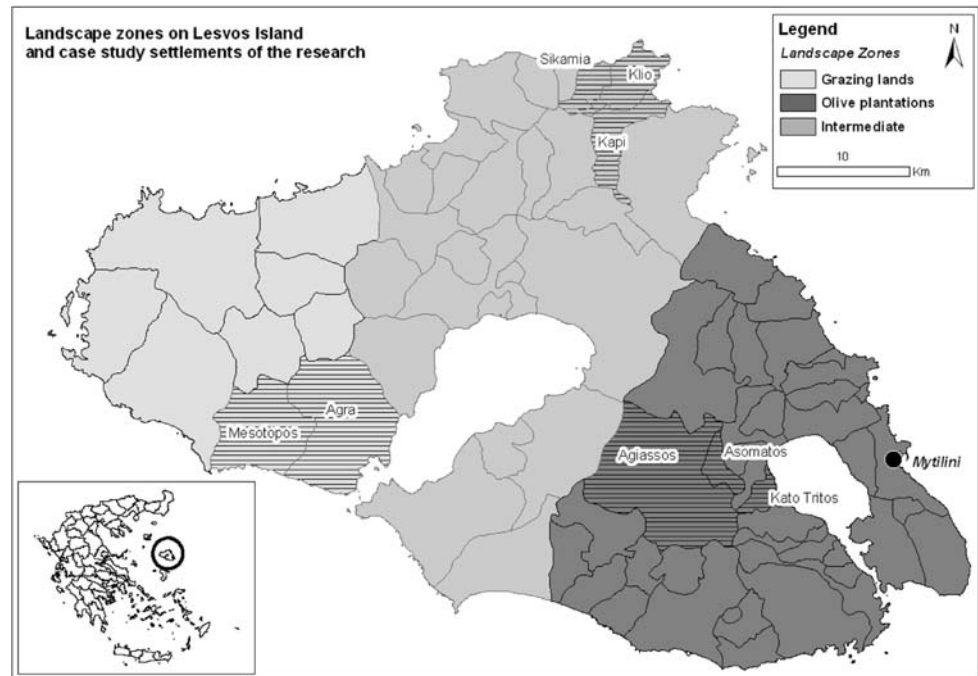 Landscape zones on Lesvos Island
and case study settlements of the research
Legend
Landscape Zones
N
Grazing lands
Olive plantations
Intermediate
10
Km
Sikamia
Klio
Kapi
Agra
Mesotopos
Agiassos
Asomatos
Mytilini
Kato Tritos